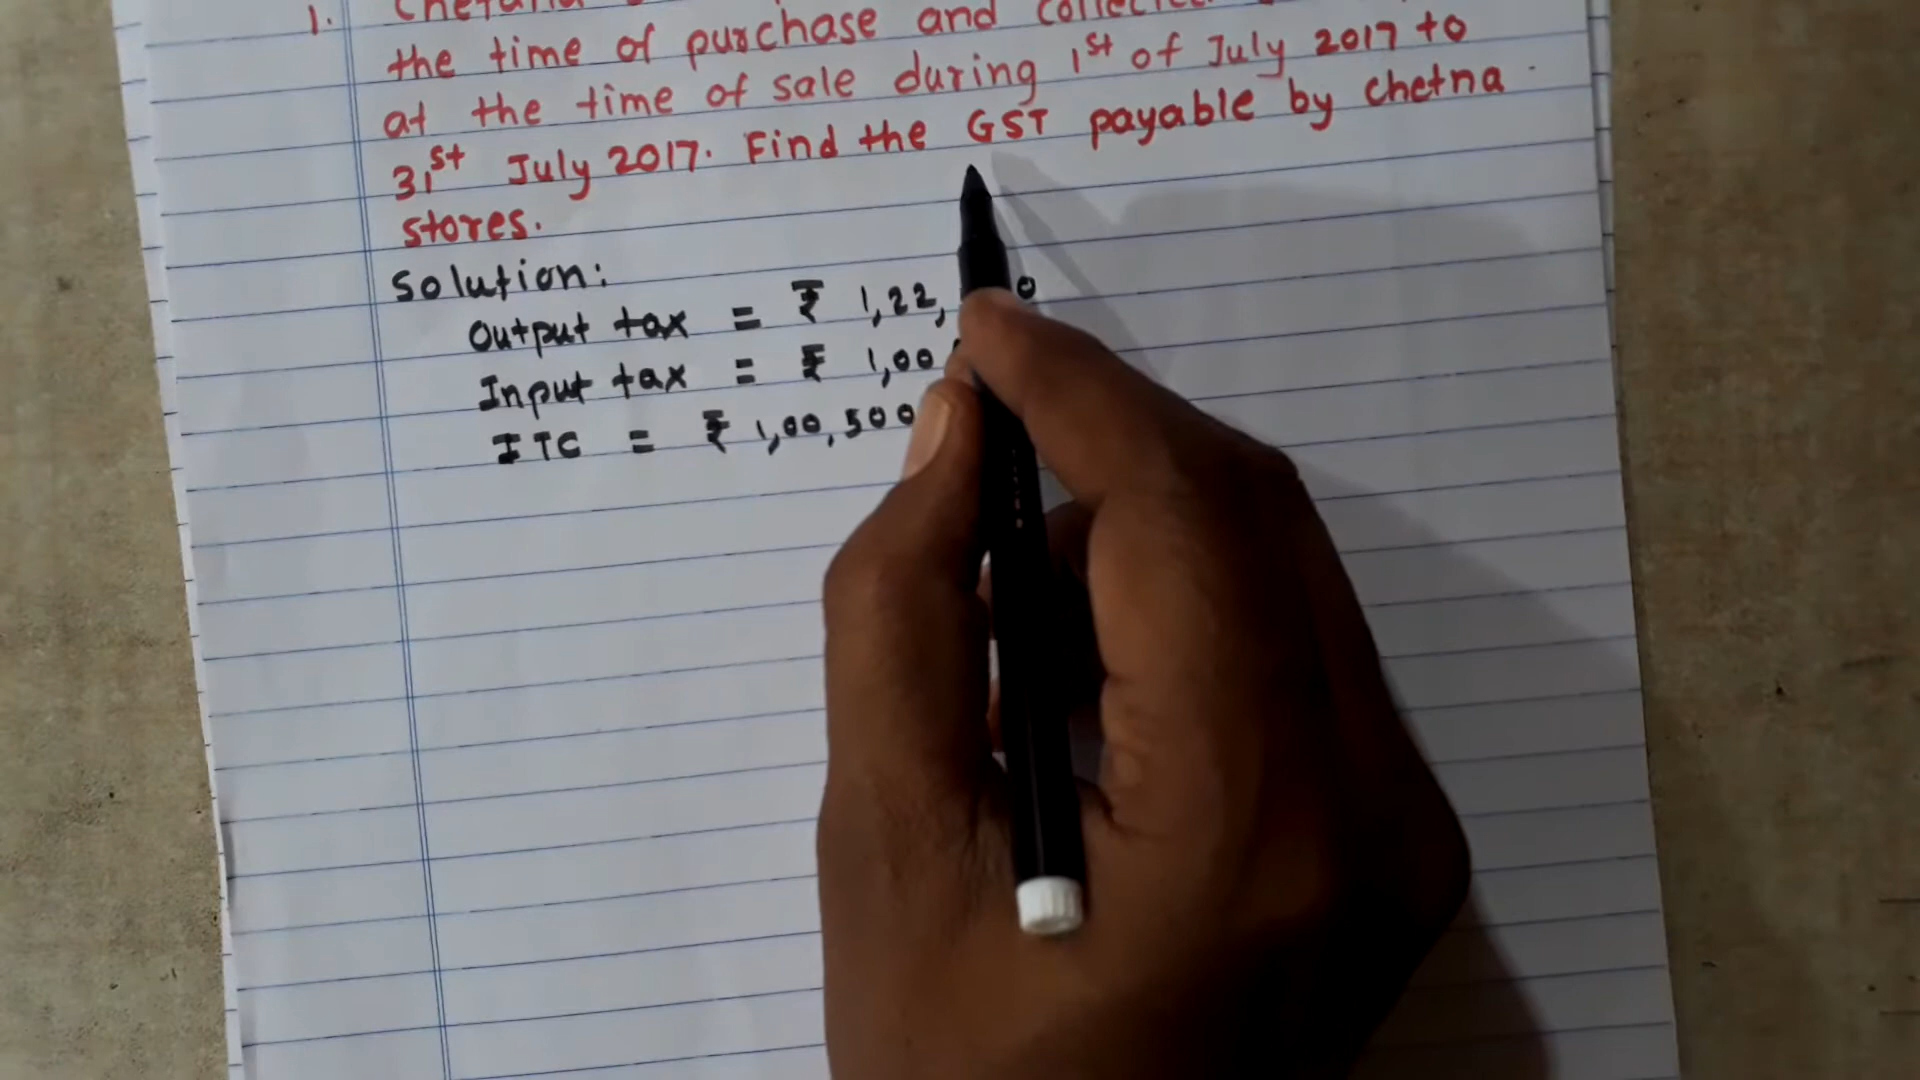 1.
the time of purchase and
at the time of sale during 1st of July 2017 to
31st July 2017. Find the GST payable by chetna
stores.
Solution:
Output tax = ₹ 1,22,
Input tax = ₹ 1,00
ITC = ₹ 1,00,500